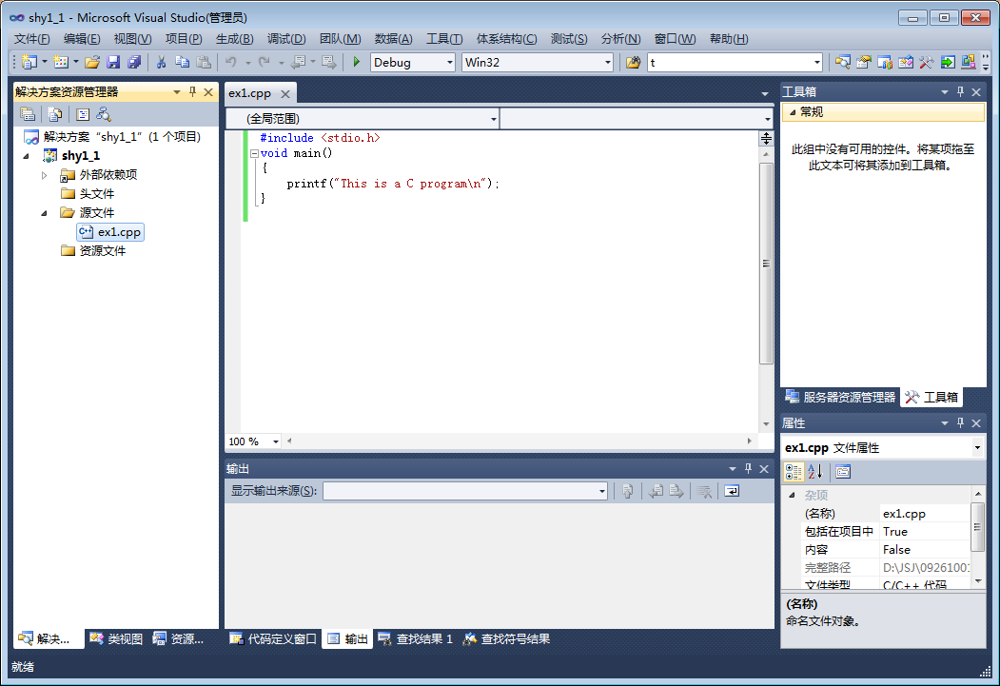 shy1_1 - Microsoft Visual Studio(管理员)
文件(F) 编辑(E) 视图(V) 项目(P) 生成(B) 调试(D) 团队(M) 数据(A) 工具(T) 体系结构(C) 测试(S) 分析(N) 窗口(W) 帮助(H)
Debug Win32 t
解决方案资源管理器
解决方案“shy1_1”(1 个项目)
shy1_1
外部依赖项
头文件
源文件
ex1.cpp
资源文件
解决... 类视图 资源...
ex1.cpp
(全局范围)
#include <stdio.h>
void main()
{
printf("This is a C program\n");
}
100 %
输出
显示输出来源(S):
代码定义窗口 输出 查找结果 1 查找符号结果
工具箱
常规
此组中没有可用的控件。将某项拖至
此文本可将其添加到工具箱。
服务器资源管理器 工具箱
属性
ex1.cpp 文件属性
杂项
(名称) ex1.cpp
包括在项目中 True
内容 False
完整路径 D:\JSJ\09261001
文件类型 C/C++ 代码
(名称)
命名文件对象。
就绪